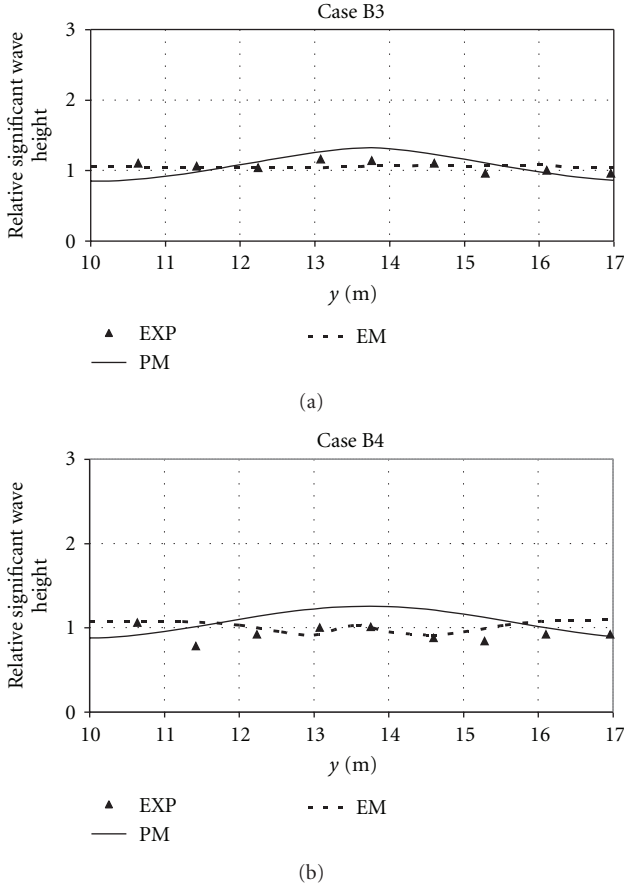 Case B3
Relative significant wave
height
3
2
1
0
10 11 12 13 14 15 16 17
y (m)
EXP EM
PM
(a)
Case B4
Relative significant wave
height
3
2
1
0
10 11 12 13 14 15 16 17
y (m)
EXP EM
PM
(b)